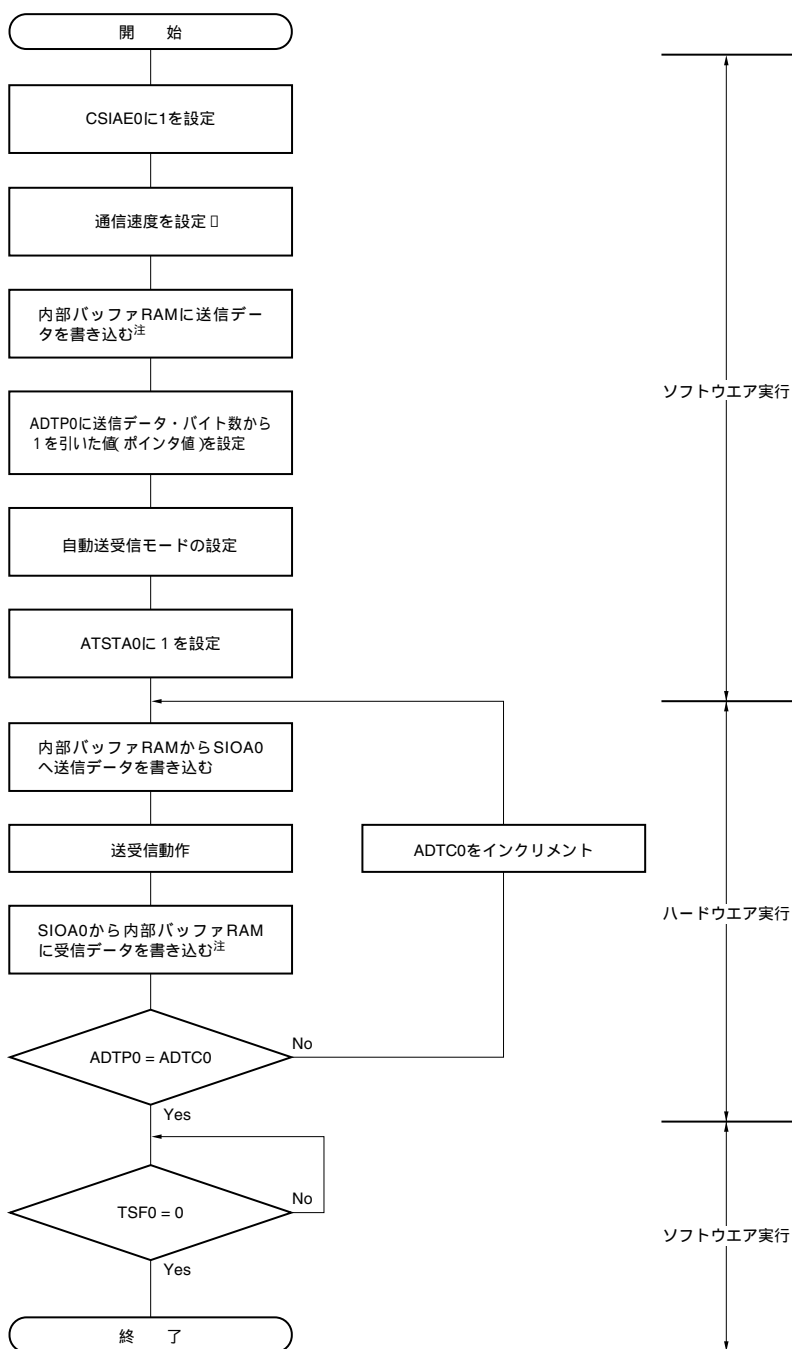 開　始
CSIAE0に1を設定
通信速度を設定
内部バッファRAMに送信デー
タを書き込む注
ADTP0に送信データ・バイト数から
1を引いた値(ポインタ値)を設定
ソフトウエア実行
自動送受信モードの設定
ATSTA0に1を設定
内部バッファRAMからSIOA0
へ送信データを書き込む
送受信動作
ADTC0をインクリメント
SIOA0から内部バッファRAM
に受信データを書き込む注
ハードウエア実行
ADTP0 = ADTC0
No
Yes
TSF0 = 0
No
Yes
ソフトウエア実行
終　了